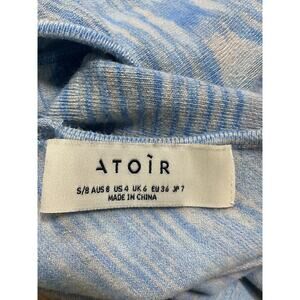 ATOÌR
S/8 AUS 8 US 4 UK 6 EU 36 JP 7
MADE IN CHINA